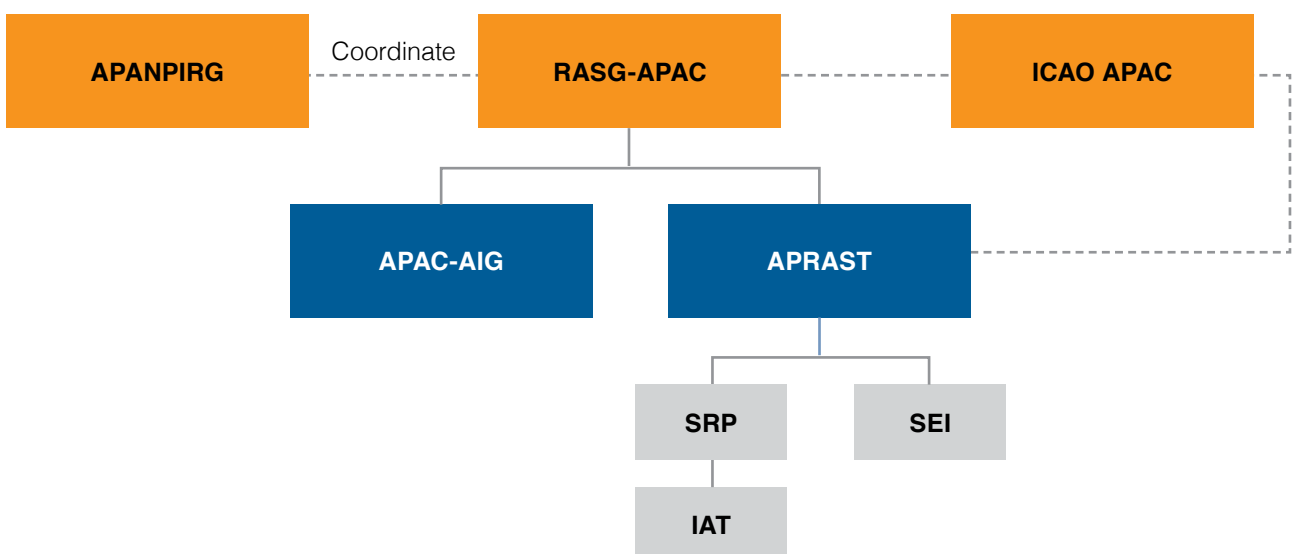 APANPIRG
Coordinate
RASG-APAC
ICAO APAC
APAC-AIG
APRAST
SRP
SEI
IAT